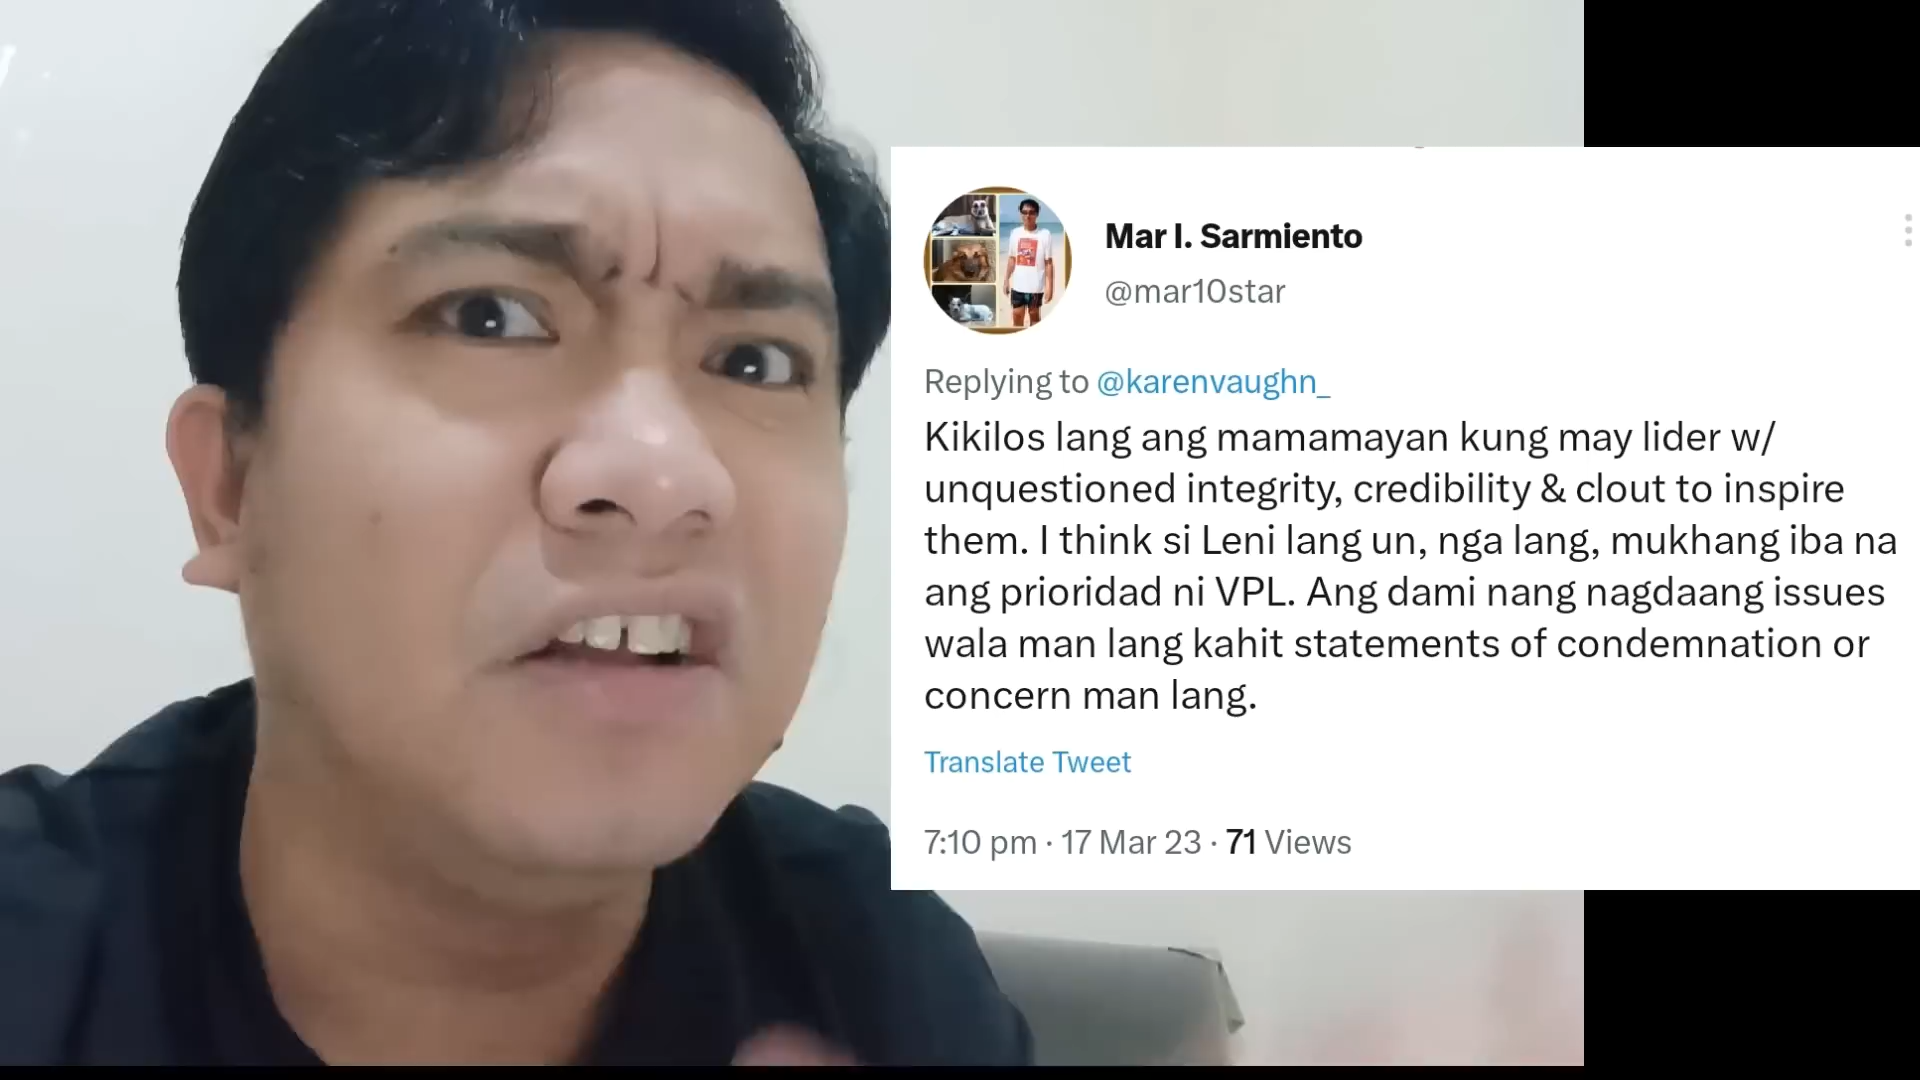 Mar I. Sarmiento
@mar10star
Replying to @karenvaughn_
Kikilos lang ang mamamayan kung may lider w/
unquestioned integrity, credibility & clout to inspire
them. I think si Leni lang un, nga lang, mukhang iba na
ang prioridad ni VPL. Ang dami nang nagdaang issues
wala man lang kahit statements of condemnation or
concern man lang.
Translate Tweet
7:10 pm · 17 Mar 23 · 71 Views